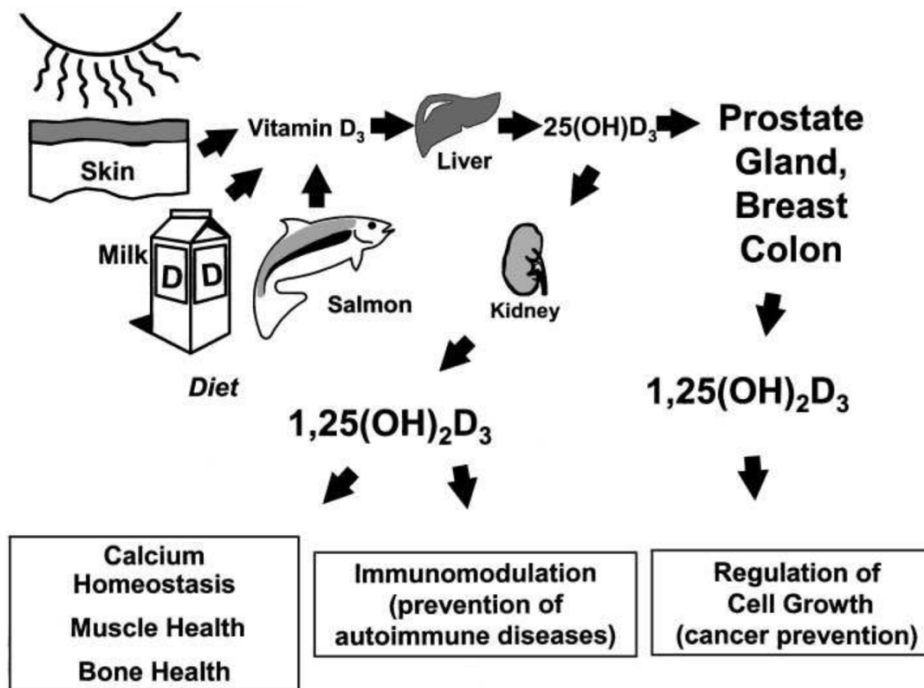 Skin
Vitamin D₃
Liver
25(OH)D₃
Prostate
Gland,
Breast
Colon
Milk
D D
Salmon
Kidney
Diet
1,25(OH)₂D₃
1,25(OH)₂D₃
Calcium
Homeostasis
Muscle Health
Bone Health
Immunomodulation
(prevention of
autoimmune diseases)
Regulation of
Cell Growth
(cancer prevention)